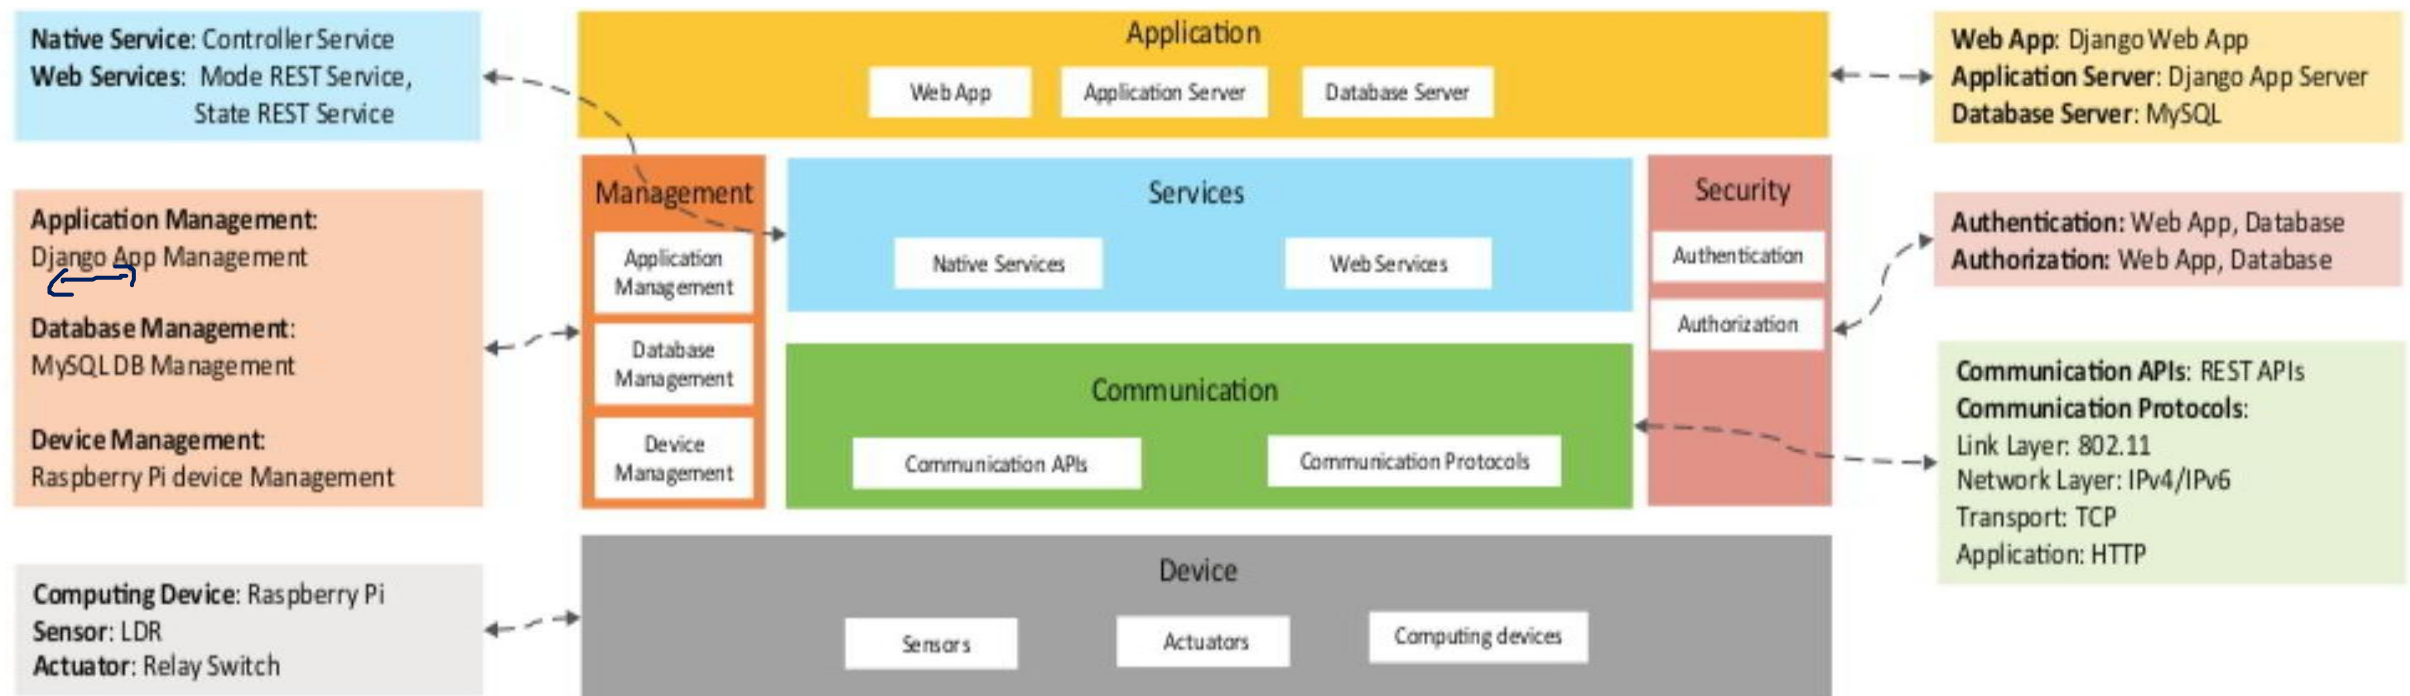 Native Service: Controller Service
Web Services: Mode REST Service,
State REST Service
Application Management:
Django App Management
Database Management:
MySQL DB Management
Device Management:
Raspberry Pi device Management
Computing Device: Raspberry Pi
Sensor: LDR
Actuator: Relay Switch
Application
Web App
Application Server
Database Server
Management
Application
Management
Database
Management
Device
Management
Services
Native Services
Web Services
Communication
Communication APIs
Communication Protocols
Security
Authentication
Authorization
Device
Sensors
Actuators
Computing devices
Web App: Django Web App
Application Server: Django App Server
Database Server: MySQL
Authentication: Web App, Database
Authorization: Web App, Database
Communication APIs: REST APIs
Communication Protocols:
Link Layer: 802.11
Network Layer: IPv4/IPv6
Transport: TCP
Application: HTTP